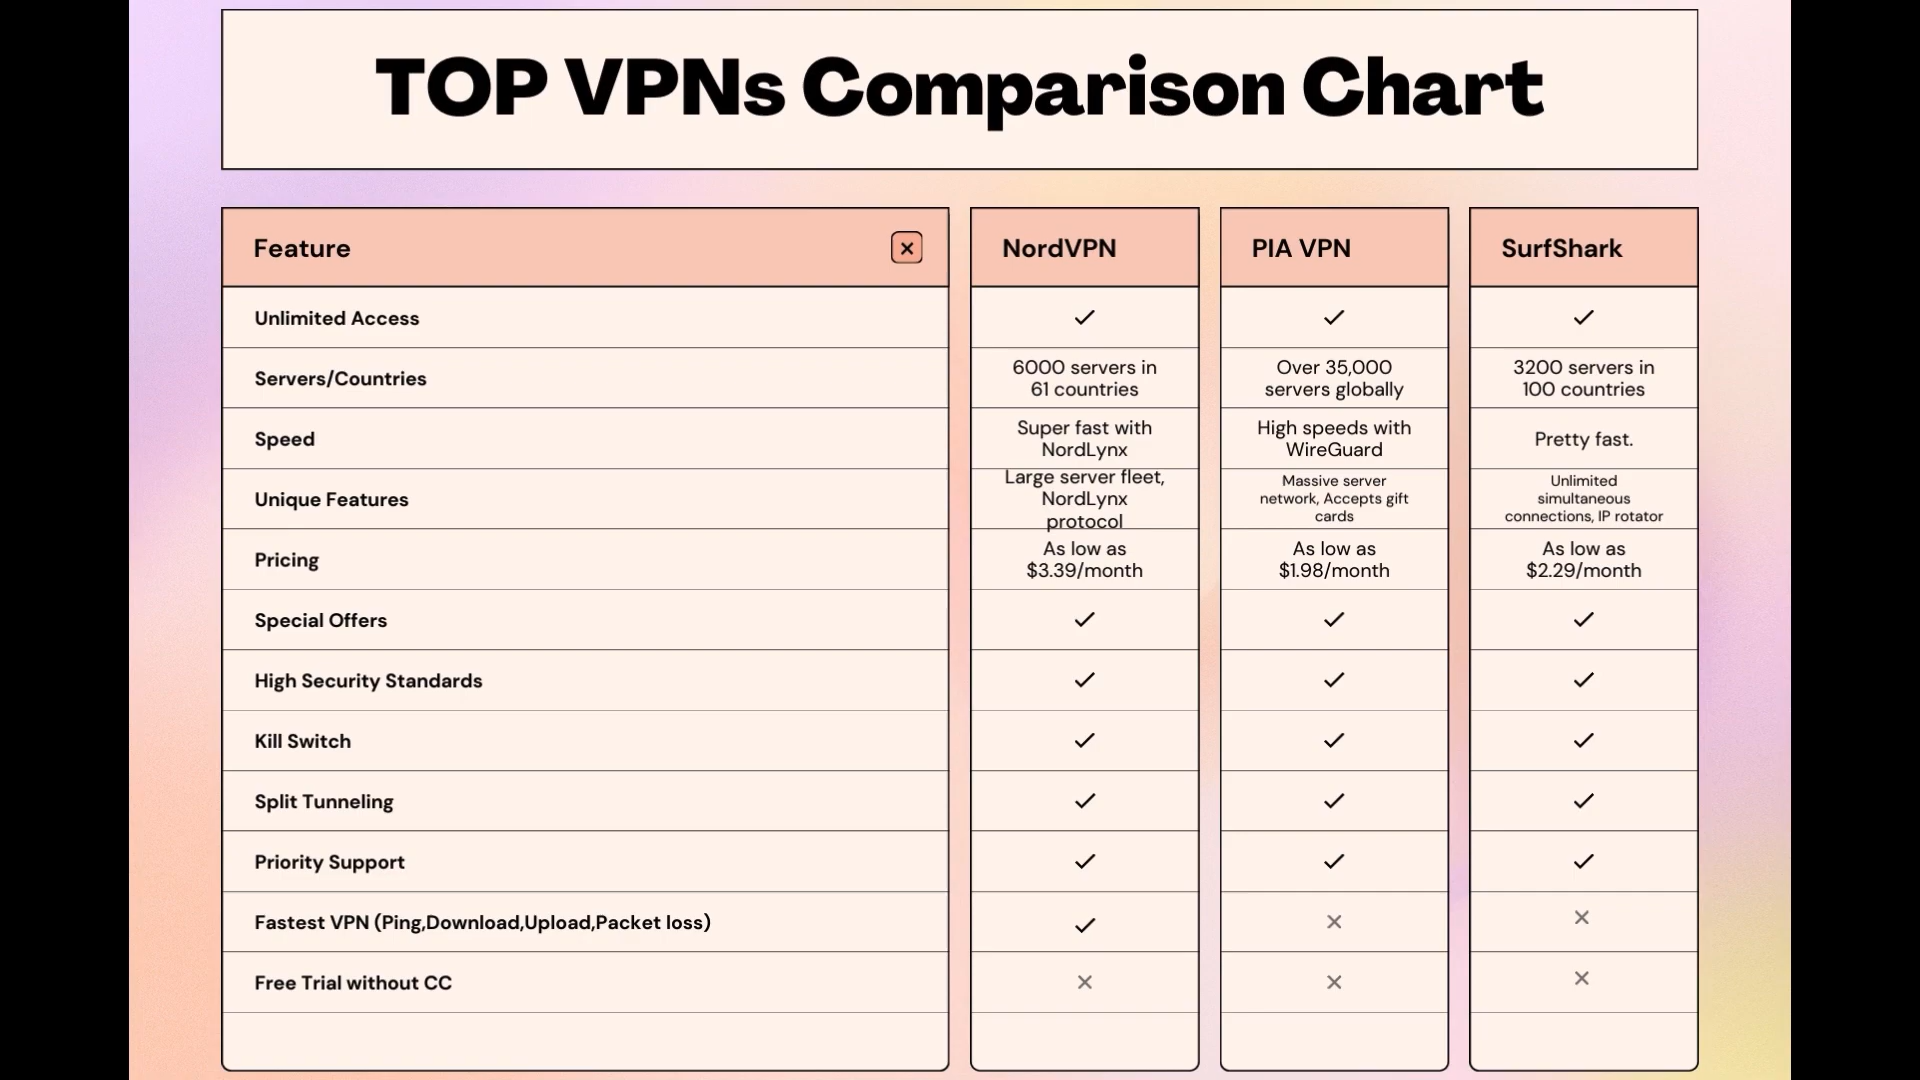 TOP VPNs Comparison Chart
Feature
NordVPN
PIA VPN
SurfShark
Unlimited Access
Servers/Countries
6000 servers in
61 countries
Over 35,000
servers globally
3200 servers in
100 countries
Speed
Super fast with
NordLynx
High speeds with
WireGuard
Pretty fast.
Unique Features
Large server fleet,
NordLynx
protocol
Massive server
network, Accepts gift
cards
Unlimited
simultaneous
connections, IP rotator
Pricing
As low as
$3.39/month
As low as
$1.98/month
As low as
$2.29/month
Special Offers
High Security Standards
Kill Switch
Split Tunneling
Priority Support
Fastest VPN (Ping,Download,Upload,Packet loss)
Free Trial without CC